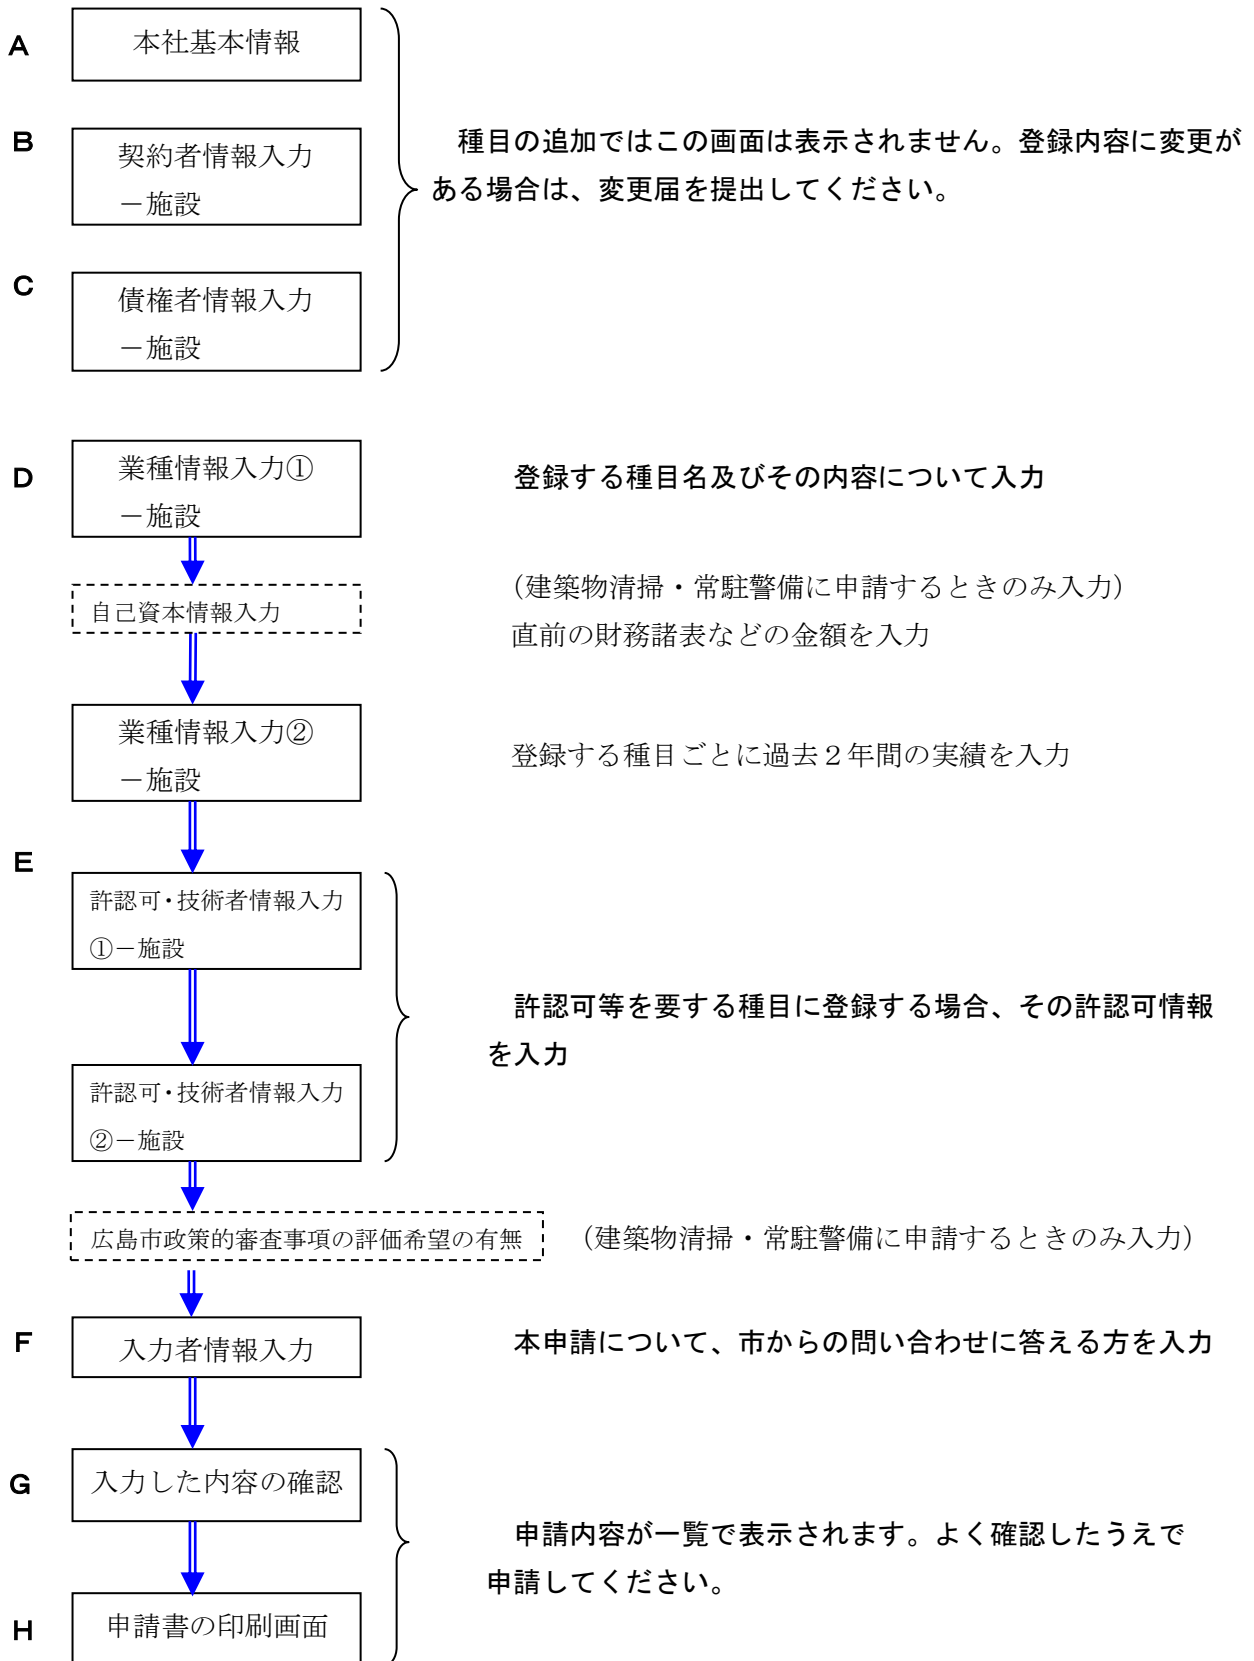 A
本社基本情報
B
契約者情報入力
－施設
種目の追加ではこの画面は表示されません。登録内容に変更が
ある場合は、変更届を提出してください。
C
債権者情報入力
－施設
D
業種情報入力①
－施設
登録する種目名及びその内容について入力
自己資本情報入力
（建築物清掃・常駐警備に申請するときのみ入力）
直前の財務諸表などの金額を入力
業種情報入力②
－施設
登録する種目ごとに過去２年間の実績を入力
E
許認可・技術者情報入力
①－施設
許認可等を要する種目に登録する場合、その許認可情報
を入力
許認可・技術者情報入力
②－施設
広島市政策的審査事項の評価希望の有無
（建築物清掃・常駐警備に申請するときのみ入力）
F
入力者情報入力
本申請について、市からの問い合わせに答える方を入力
G
入力した内容の確認
申請内容が一覧で表示されます。よく確認したうえで
申請してください。
H
申請書の印刷画面